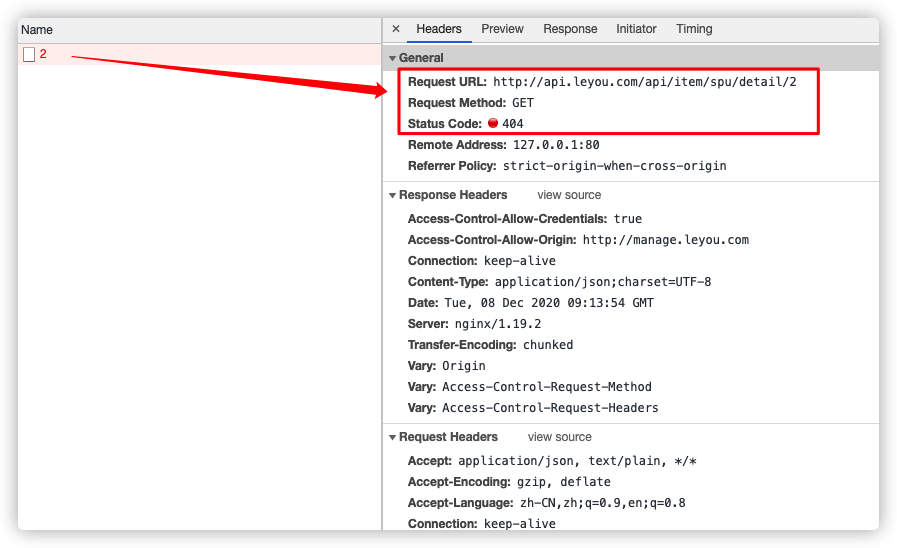 Name
2
× Headers Preview Response Initiator Timing
General
Request URL: http://api.leyou.com/api/item/spu/detail/2
Request Method: GET
Status Code: 404
Remote Address: 127.0.0.1:80
Referrer Policy: strict-origin-when-cross-origin
Response Headers view source
Access-Control-Allow-Credentials: true
Access-Control-Allow-Origin: http://manage.leyou.com
Connection: keep-alive
Content-Type: application/json;charset=UTF-8
Date: Tue, 08 Dec 2020 09:13:54 GMT
Server: nginx/1.19.2
Transfer-Encoding: chunked
Vary: Origin
Vary: Access-Control-Request-Method
Vary: Access-Control-Request-Headers
Request Headers view source
Accept: application/json, text/plain, */*
Accept-Encoding: gzip, deflate
Accept-Language: zh-CN,zh;q=0.9,en;q=0.8
Connection: keep-alive